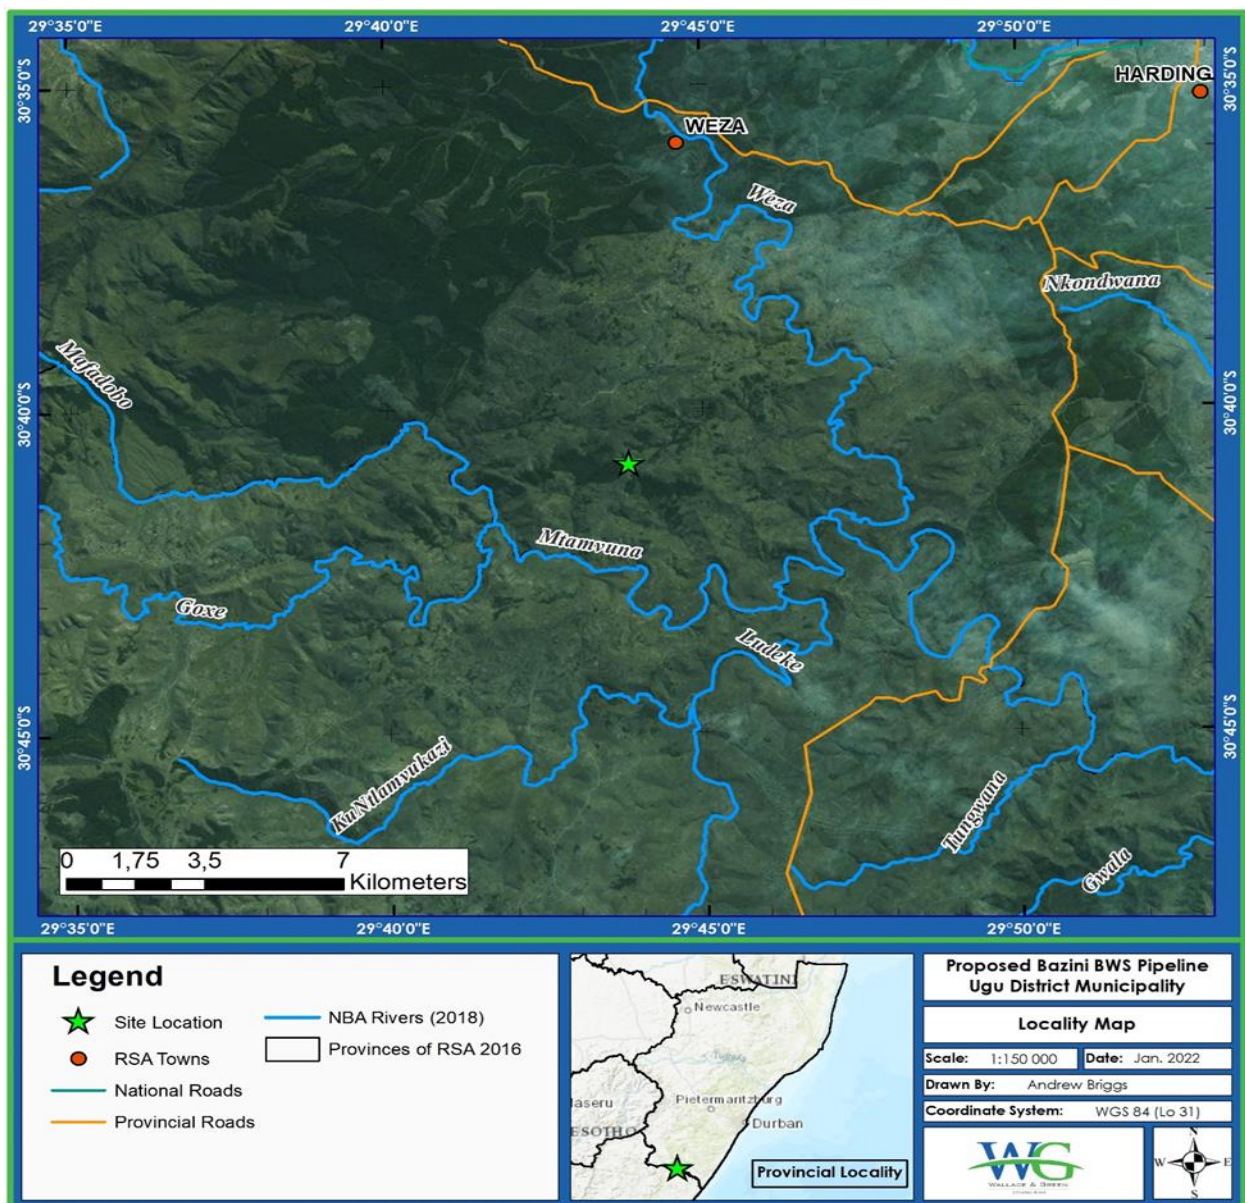 29°35'0"E 29°40'0"E 29°45'0"E 29°50'0"E
30°35'0"S 30°35'0"S
HARDING
WEZA
Weza
Nkondwana
Mafadobo
30°40'0"S 30°40'0"S
Mtamvuna
Goxe
Ludeke
30°45'0"S 30°45'0"S
KuNtlamvukazi
Tungwana
Gwala
0 1,75 3,5 7
Kilometers
29°35'0"E 29°40'0"E 29°45'0"E 29°50'0"E
Legend
Site Location
RSA Towns
National Roads
Provincial Roads
NBA Rivers (2018)
Provinces of RSA 2016
ESWATINI
Newcastle
Pietermaritzburg
Durban
aseru
ESOTHO
Provincial Locality
Proposed Bazini BWS Pipeline
Ugu District Municipality
Locality Map
Scale: 1:150 000 Date: Jan. 2022
Drawn By: Andrew Briggs
Coordinate System: WGS 84 (Lo 31)
WG
WALLACE & GREEN
N
W E
S